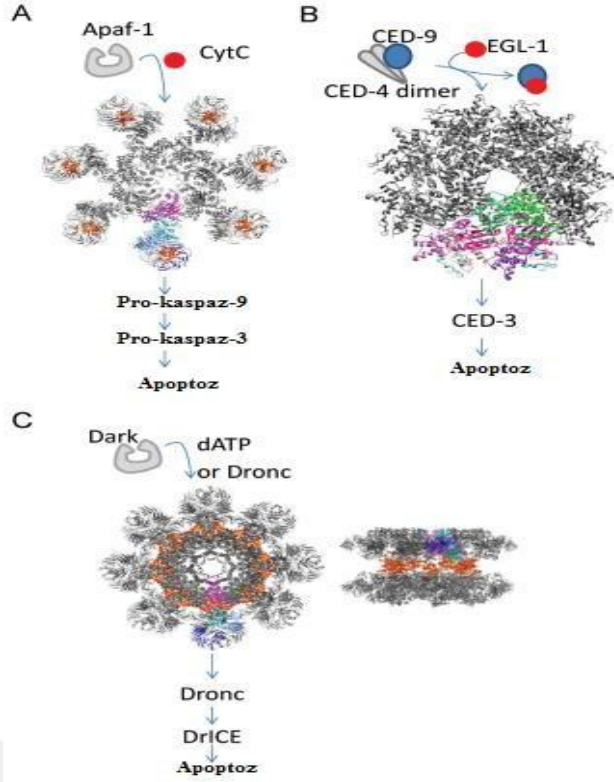 A
Apaf-1
CytC
Pro-kaspaz-9
Pro-kaspaz-3
Apoptoz
B
CED-9
EGL-1
CED-4 dimer
CED-3
Apoptoz
C
Dark
dATP
or Dronc
Dronc
DrICE
Apoptoz